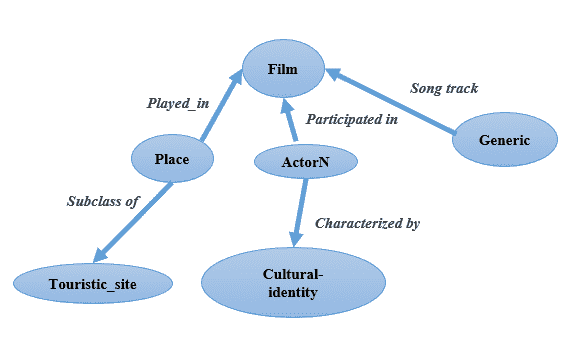 Film
Song track
Played_in
Participated in
Generic
Place
ActorN
Subclass of
Characterized by
Cultural-
identity
Touristic_site